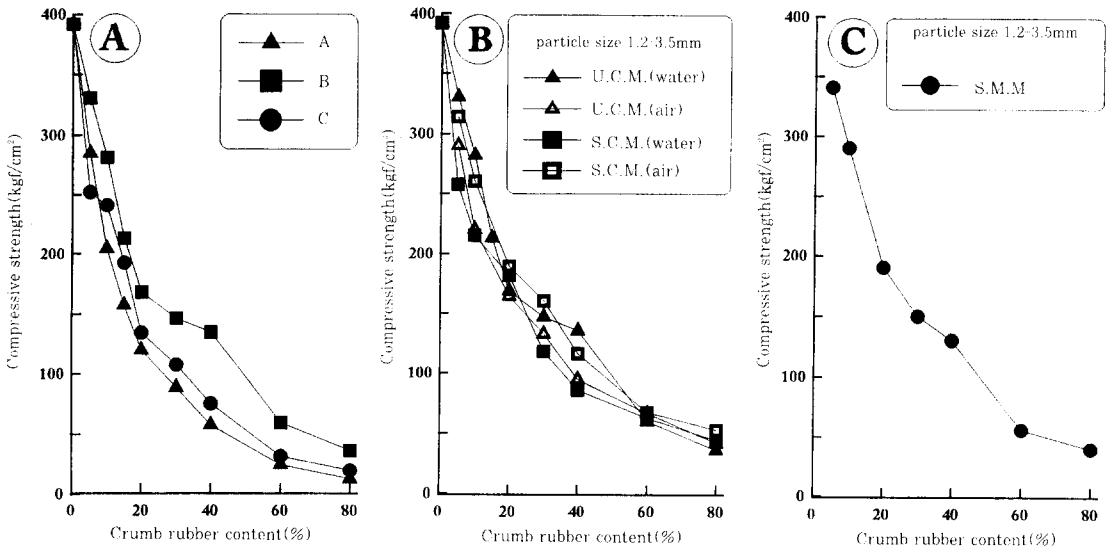 A
A
B
C
400
300
200
100
0
0
20
40
60
80
Compressive strength(kgf/cm²)
Crumb rubber content(%)
B
particle size 1.2-3.5mm
U.C.M.(water)
U.C.M.(air)
S.C.M.(water)
S.C.M.(air)
400
300
200
100
0
0
20
40
60
80
Compressive strength(kgf/cm²)
Crumb rubber content(%)
C
particle size 1.2-3.5mm
S.M.M
400
300
200
100
0
0
20
40
60
80
Compressive strength(kgf/cm²)
Crumb rubber content(%)